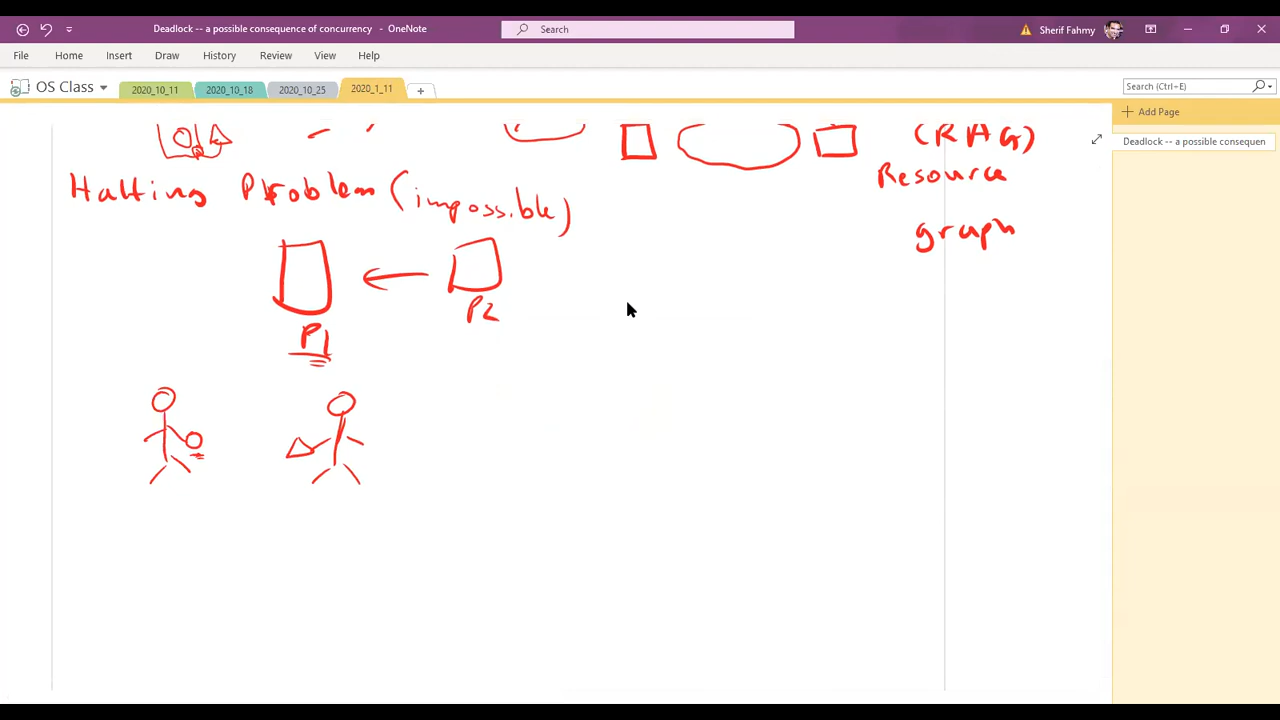 Deadlock -- a possible consequence of concurrency - OneNote
Search
Sherif Fahmy
File Home Insert Draw History Review View Help
OS Class
2020_10_11 2020_10_18 2020_10_25 2020_1_11
Search (Ctrl+E)
Add Page
Deadlock -- a possible consequen
(RAG)
Resource
graph
Halting Problem (impossible)
P1
P2